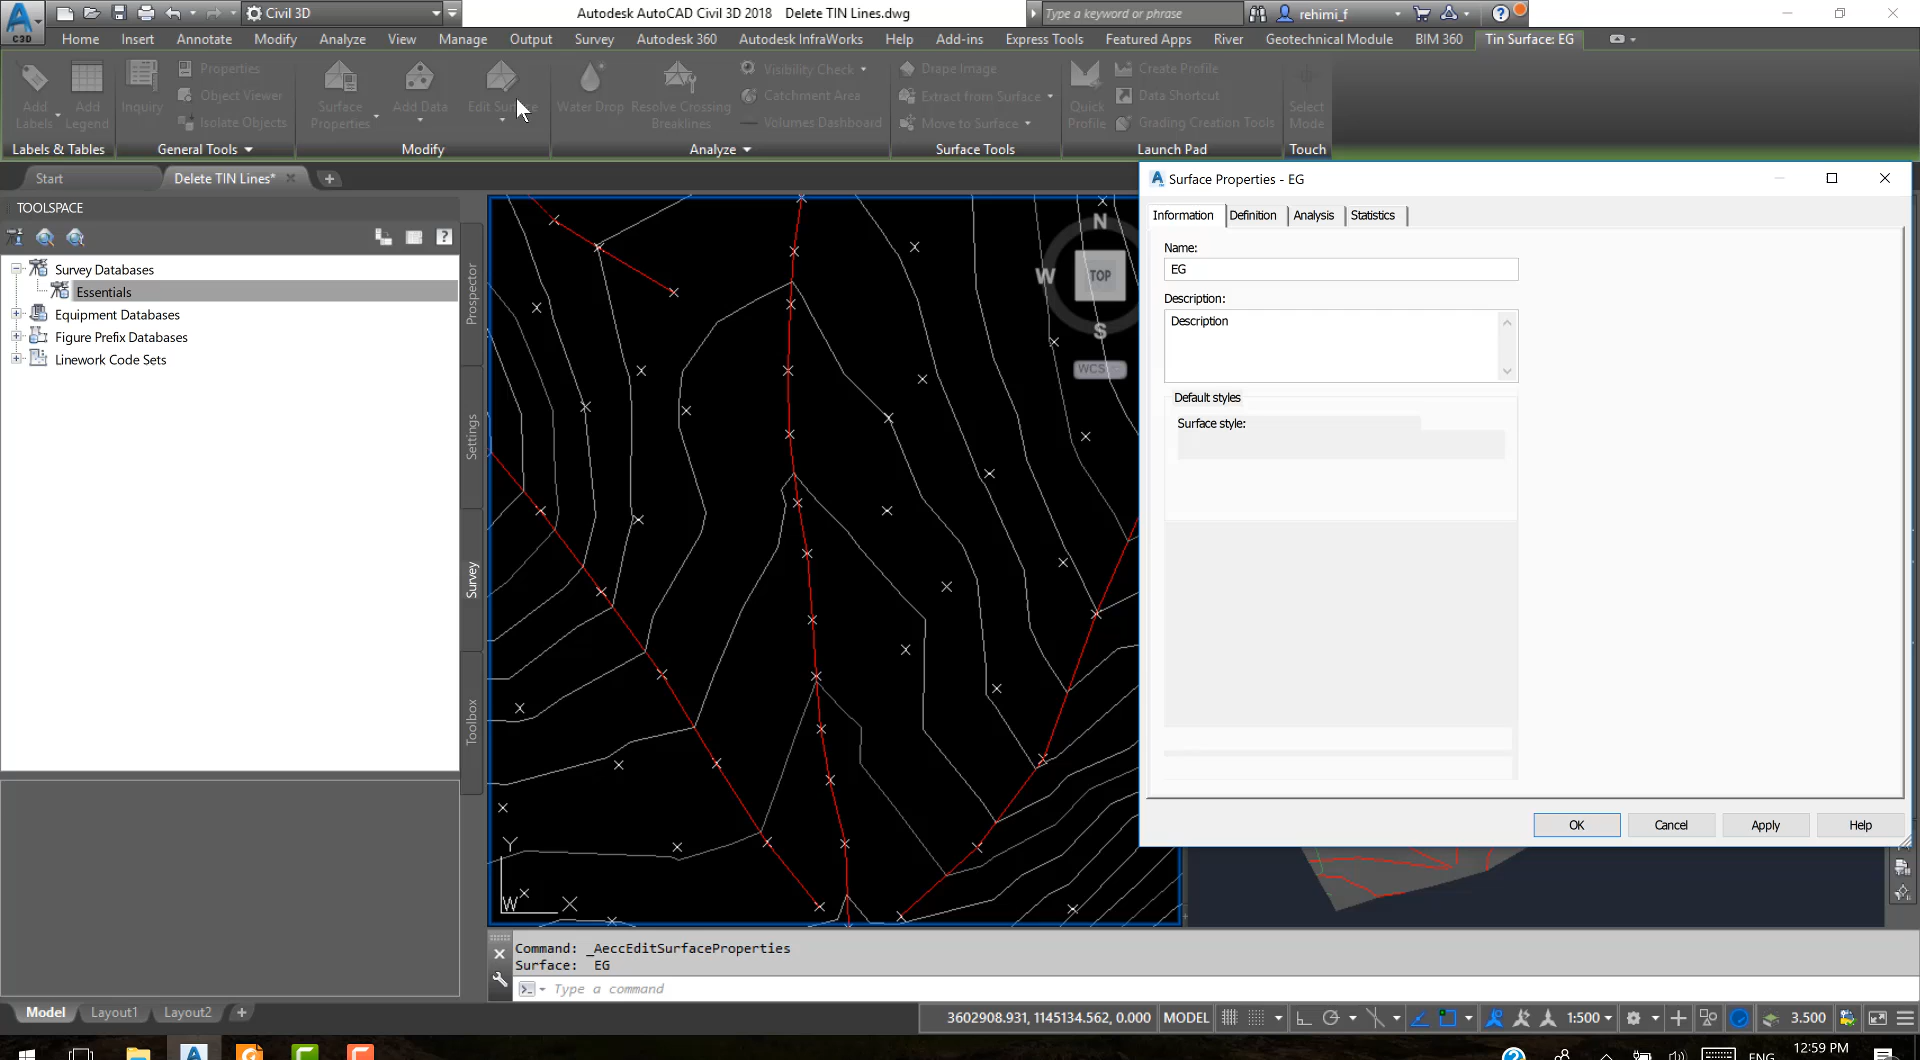 Civil 3D
Autodesk AutoCAD Civil 3D 2018 Delete TIN Lines.dwg
Type a keyword or phrase
rehimi_f
C3D
Home Insert Annotate Modify Analyze View Manage Output Survey Autodesk 360 Autodesk InfraWorks Help Add-ins Express Tools Featured Apps River Geotechnical Module BIM 360 Tin Surface: EG
Add Labels
Add Legend
Inquiry
Properties
Object Viewer
Isolate Objects
Surface Properties
Add Data
Edit Surface
Water Drop
Resolve Crossing Breaklines
Visibility Check
Catchment Area
Volumes Dashboard
Drape Image
Extract from Surface
Move to Surface
Quick Profile
Create Profile
Data Shortcut
Grading Creation Tools
Select Mode
Labels & Tables General Tools Modify Analyze Surface Tools Launch Pad Touch
Start
Delete TIN Lines*
TOOLSPACE
Survey Databases
Essentials
Equipment Databases
Figure Prefix Databases
Linework Code Sets
Prospector
Settings
Survey
Toolbox
N
W
TOP
S
WCS
Y
W
X
Surface Properties - EG
Information Definition Analysis Statistics
Name:
EG
Description:
Description
Default styles
Surface style:
OK Cancel Apply Help
Command: _AeccEditSurfaceProperties
Surface: EG
Type a command
Model Layout1 Layout2
3602908.931, 1145134.562, 0.000 MODEL 1:500 3.500
12:59 PM
ENG